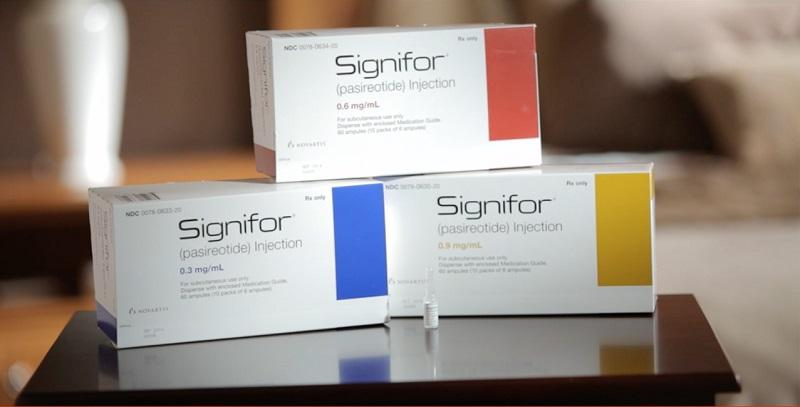 NDC 0078-0634-20
Rx only
Signifor®
(pasireotide) Injection
0.6 mg/mL
For subcutaneous use only
Dispense with enclosed Medication Guide.
60 ampules (10 packs of 6 ampules)
NOVARTIS
NDC 0078-0633-20
Rx only
Signifor®
(pasireotide) Injection
0.3 mg/mL
For subcutaneous use only
Dispense with enclosed Medication Guide.
60 ampules (10 packs of 6 ampules)
NOVARTIS
NDC 0078-0635-20
Rx only
Signifor®
(pasireotide) Injection
0.9 mg/mL
For subcutaneous use only
Dispense with enclosed Medication Guide.
60 ampules (10 packs of 6 ampules)
NOVARTIS